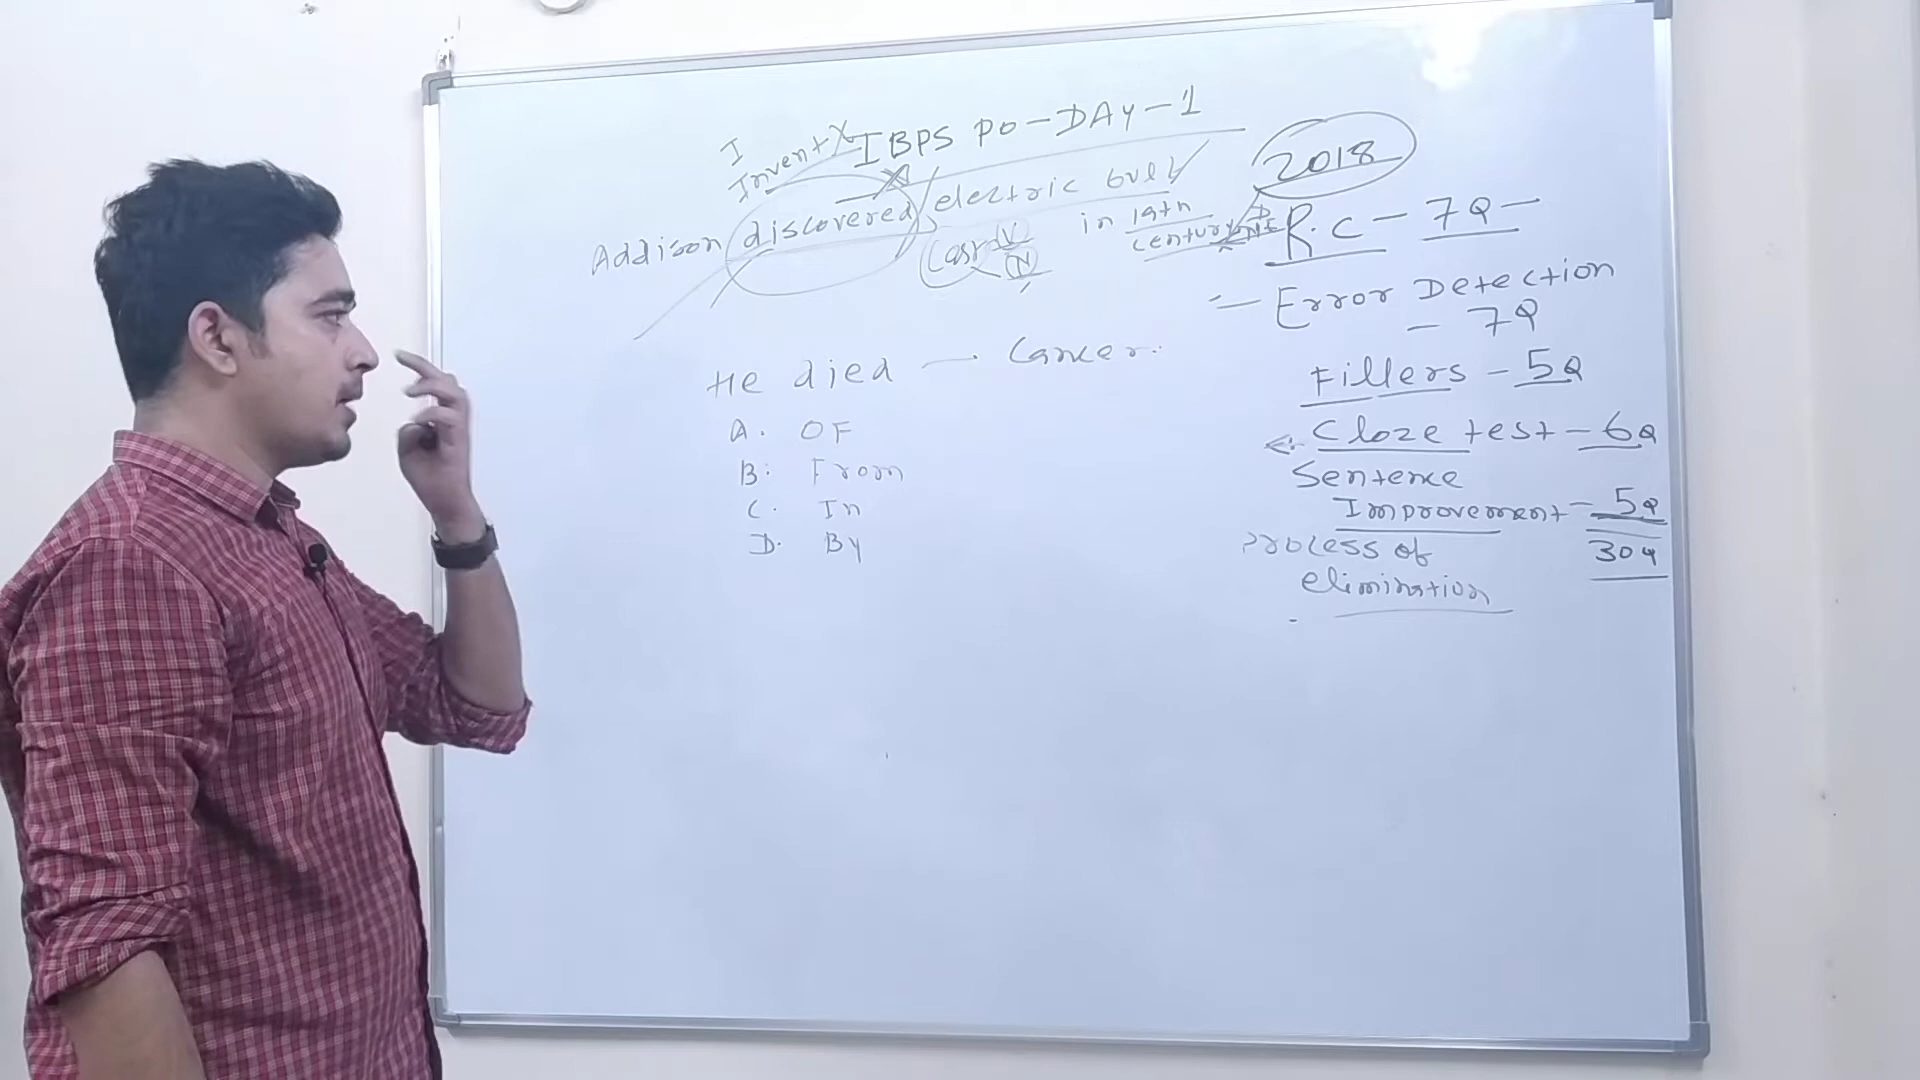 IBPS PO-DAY-1
I
Invent X
Addison discovered / electric bulb
in 19th
century
V
N
2018
R.C - 7Q -
- Error Detection
- 7Q
He died — . Cancer.
Fillers - 5Q
A. OF
Cloze test - 6Q
B. From
Sentence
C. In
Improvement - 5Q
D. By
Process of
30Q
elimination